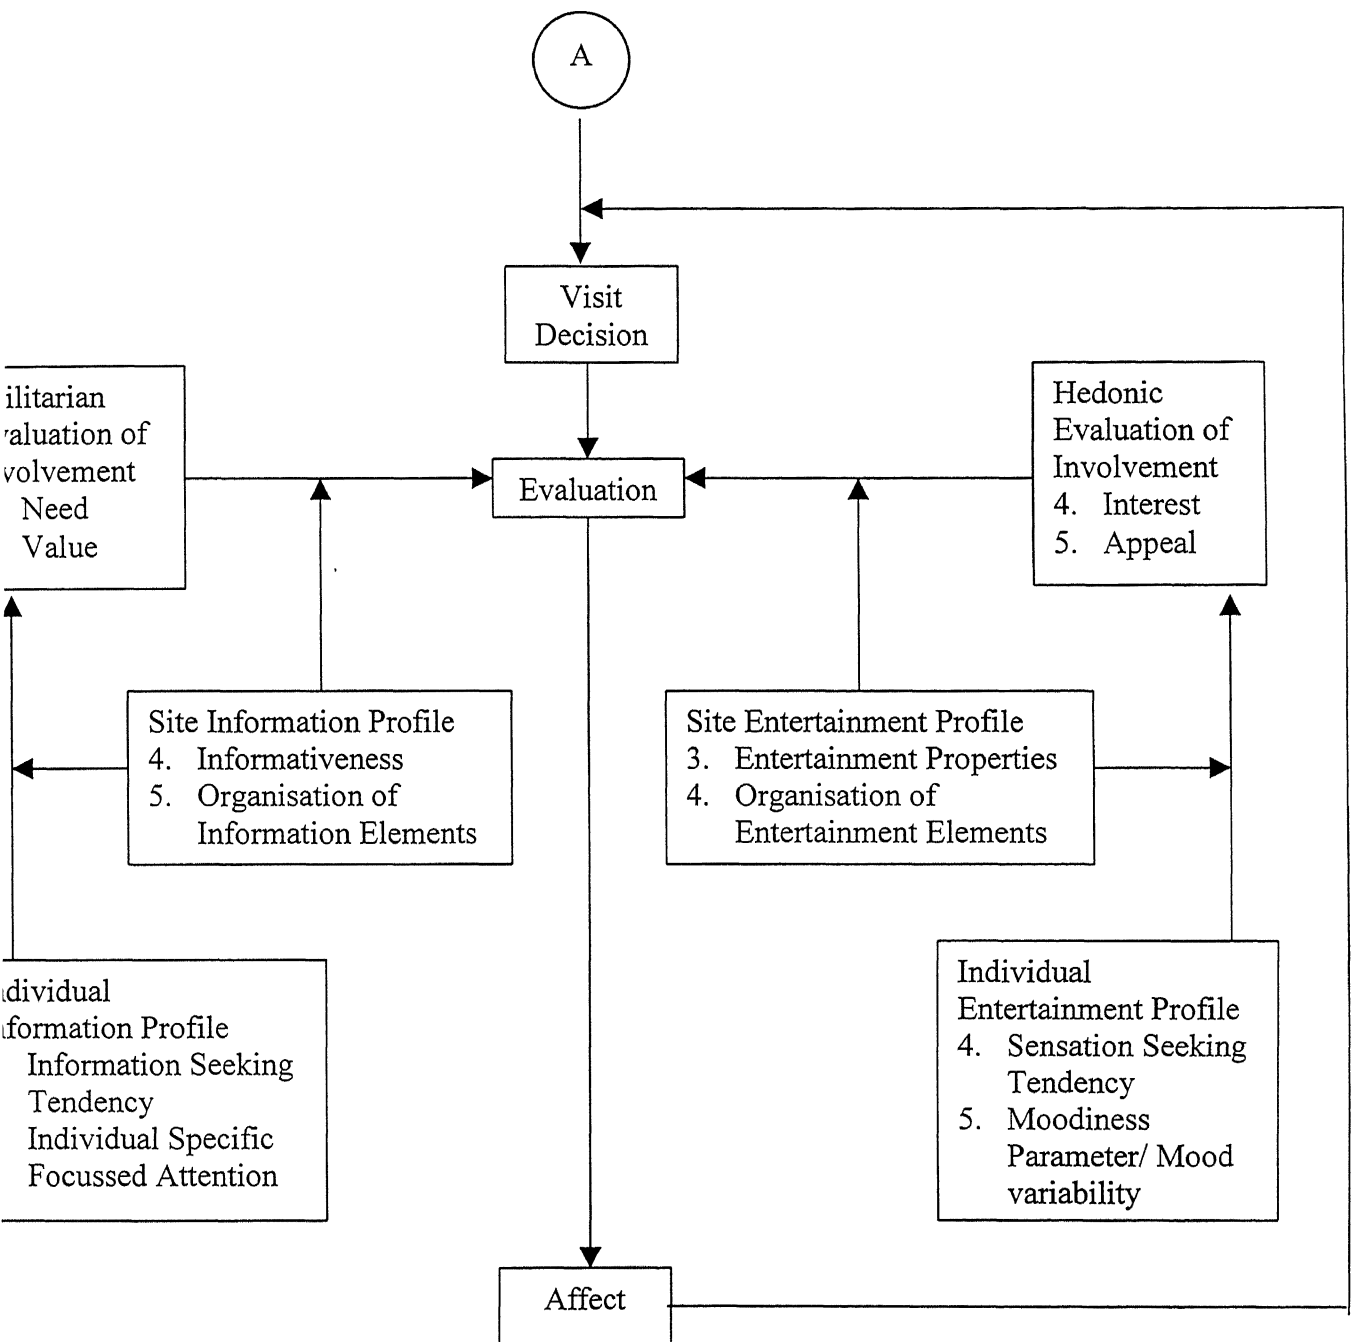 A
Visit
Decision
ilitarian
valuation of
volvement
Need
Value
Evaluation
Hedonic
Evaluation of
Involvement
4. Interest
5. Appeal
Site Information Profile
4. Informativeness
5. Organisation of
Information Elements
Site Entertainment Profile
3. Entertainment Properties
4. Organisation of
Entertainment Elements
dividual
formation Profile
Information Seeking
Tendency
Individual Specific
Focussed Attention
Individual
Entertainment Profile
4. Sensation Seeking
Tendency
5. Moodiness
Parameter/ Mood
variability
Affect